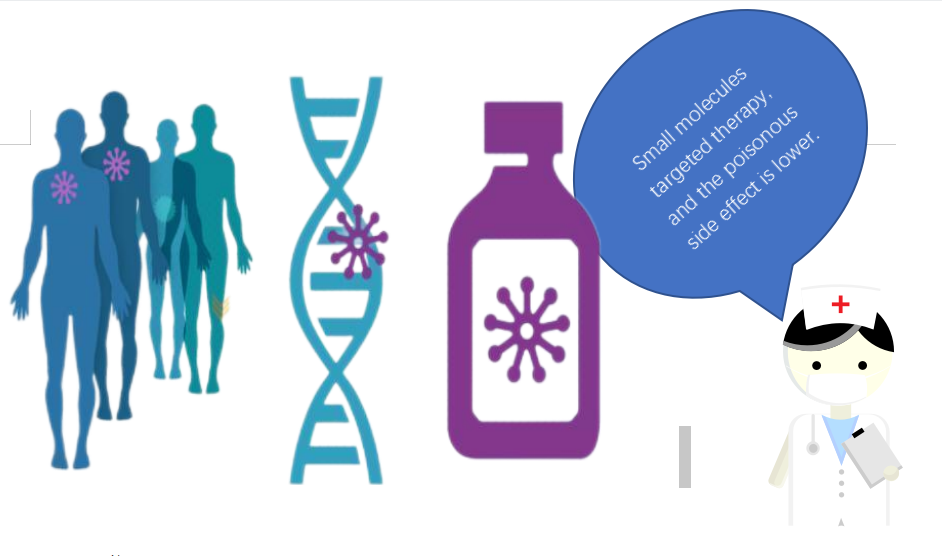 Small molecules
targeted therapy,
and the poisonous
side effect is lower.